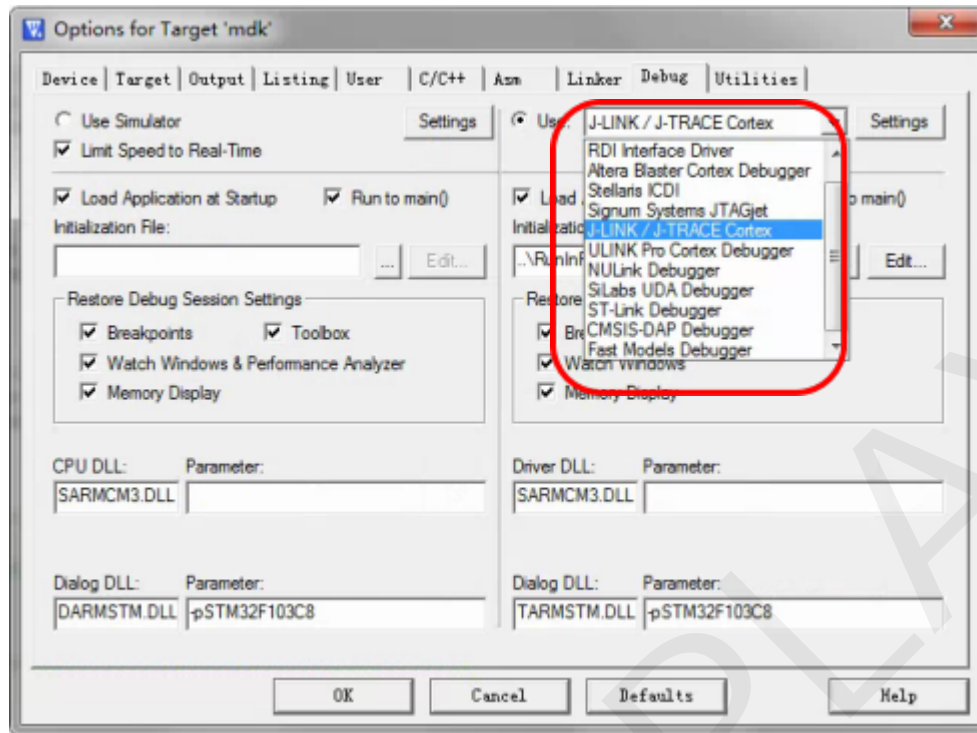 Options for Target 'mdk'
Device Target Output Listing User C/C++ Asm Linker Debug Utilities
Use Simulator Settings
Limit Speed to Real-Time
Use: J-LINK / J-TRACE Cortex Settings
RDI Interface Driver
Altera Blaster Cortex Debugger
Stellaris ICDI
Signum Systems JTAGjet
J-LINK / J-TRACE Cortex
ULINK Pro Cortex Debugger
NULink Debugger
SiLabs UDA Debugger
ST-Link Debugger
CMSIS-DAP Debugger
Fast Models Debugger
Load Application at Startup Run to main()
Initialization File:
... Edit...
Restore Debug Session Settings
Breakpoints Toolbox
Watch Windows & Performance Analyzer
Memory Display
main()
Edit...
Watch Windows
Memory Display
CPU DLL: Parameter:
SARMCM3.DLL
Driver DLL: Parameter:
SARMCM3.DLL
Dialog DLL: Parameter:
DARMSTM.DLL -pSTM32F103C8
Dialog DLL: Parameter:
TARMSTM.DLL -pSTM32F103C8
OK Cancel Defaults Help